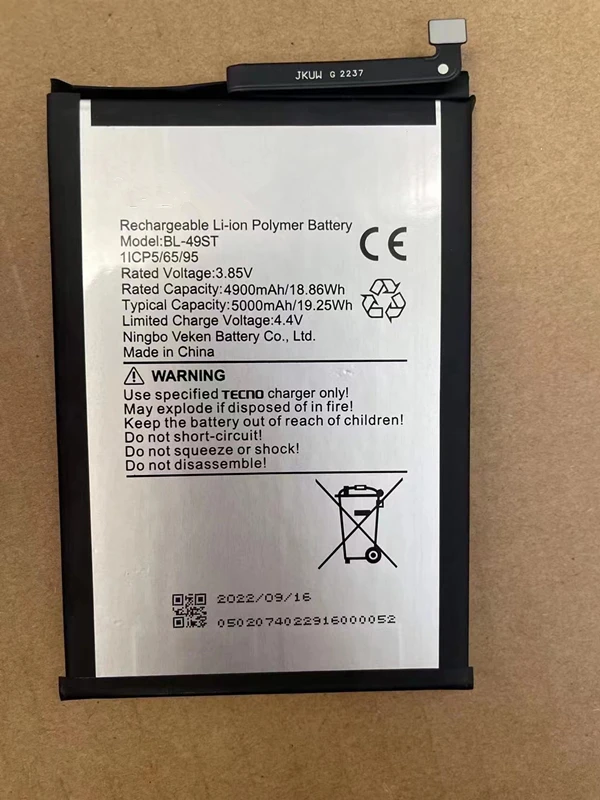 JKUW G 2237
Rechargeable Li-ion Polymer Battery
Model:BL-49ST
1ICP5/65/95
Rated Voltage:3.85V
Rated Capacity:4900mAh/18.86Wh
Typical Capacity:5000mAh/19.25Wh
Limited Charge Voltage:4.4V
Ningbo Veken Battery Co., Ltd.
Made in China
CE
WARNING
Use specified TECNO charger only!
May explode if disposed of in fire!
Keep the battery out of reach of children!
Do not short-circuit!
Do not squeeze or shock!
Do not disassemble!
2022/09/16
0502074022916000052